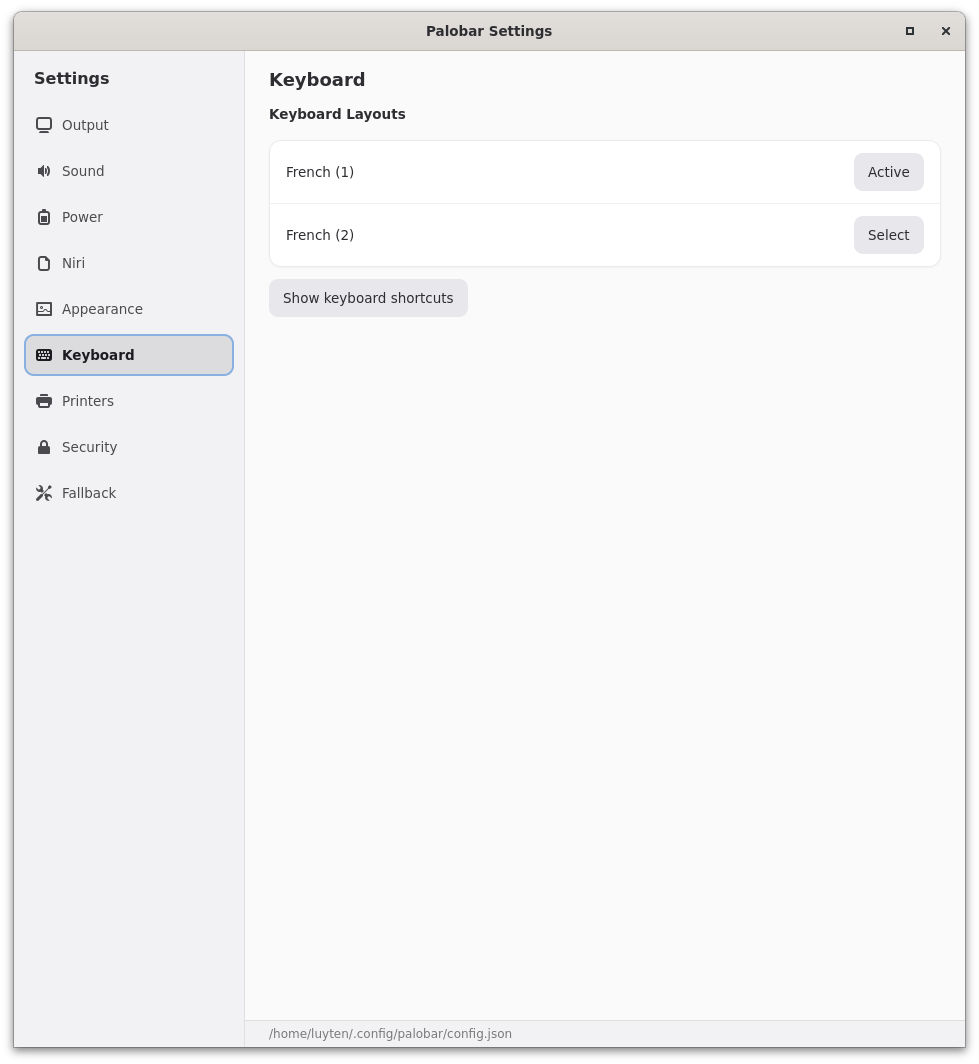 Palobar Settings
Settings
Output
Sound
Power
Niri
Appearance
Keyboard
Printers
Security
Fallback
Keyboard
Keyboard Layouts
French (1)
Active
French (2)
Select
Show keyboard shortcuts
/home/luyten/.config/palobar/config.json